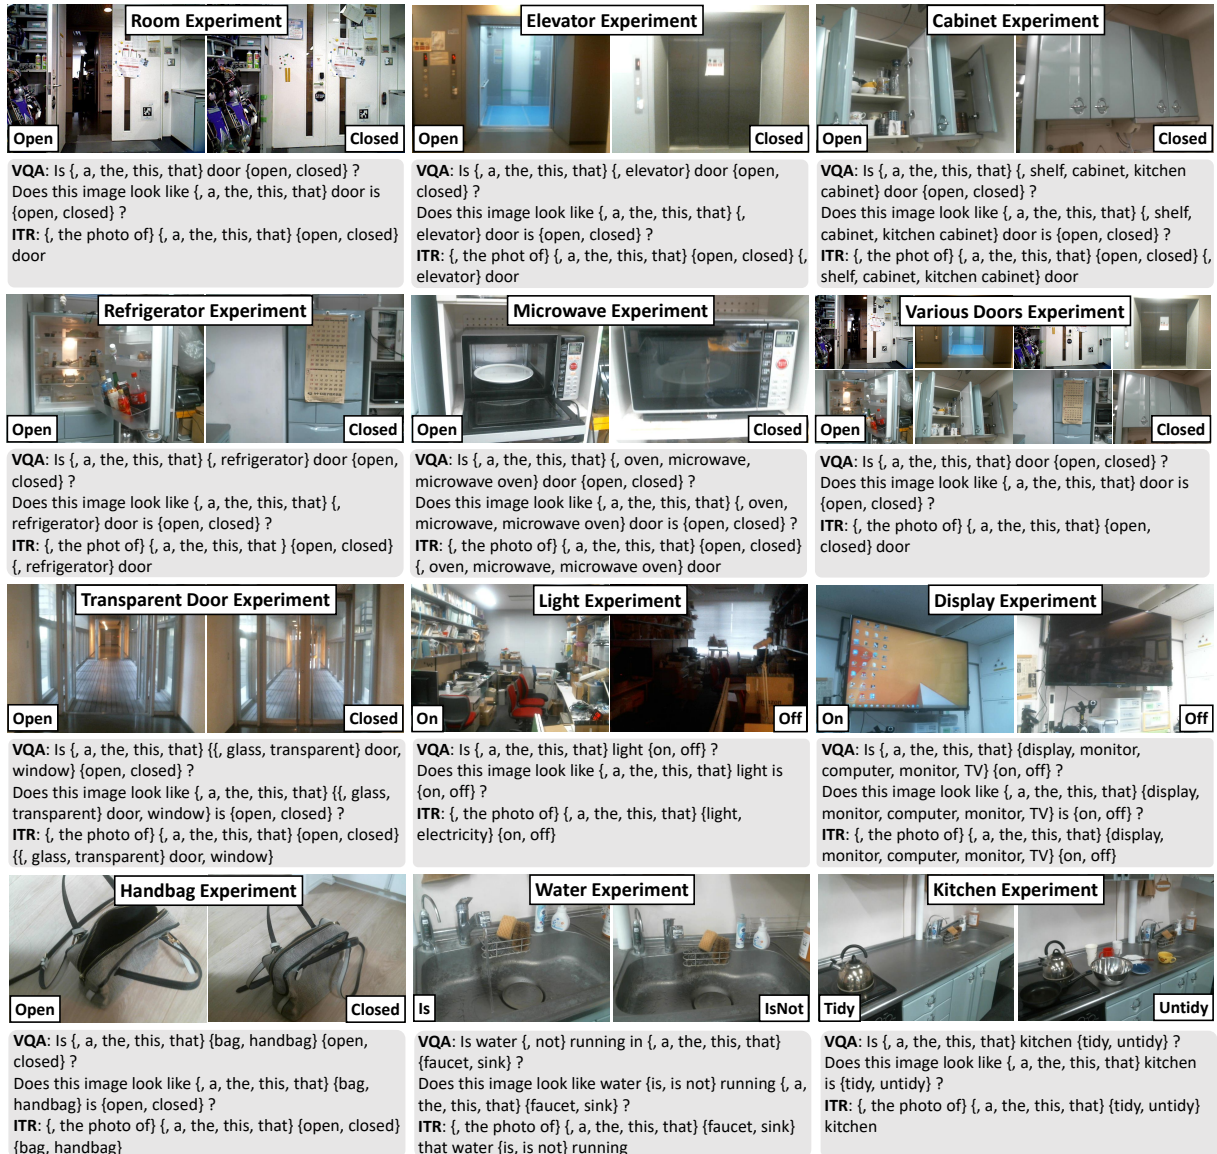 Room Experiment
Open
Closed
VQA: Is {, a, the, this, that} door {open, closed} ?
Does this image look like {, a, the, this, that} door is
{open, closed} ?
ITR: {, the photo of} {, a, the, this, that} {open, closed}
door
Elevator Experiment
Open
Closed
VQA: Is {, a, the, this, that} {, elevator} door {open,
closed} ?
Does this image look like {, a, the, this, that} {,
elevator} door is {open, closed} ?
ITR: {, the phot of} {, a, the, this, that} {open, closed} {,
elevator} door
Cabinet Experiment
Open
Closed
VQA: Is {, a, the, this, that} {, shelf, cabinet, kitchen
cabinet} door {open, closed} ?
Does this image look like {, a, the, this, that} {, shelf,
cabinet, kitchen cabinet} door is {open, closed} ?
ITR: {, the phot of} {, a, the, this, that} {open, closed} {,
shelf, cabinet, kitchen cabinet} door
Refrigerator Experiment
Open
Closed
VQA: Is {, a, the, this, that} {, refrigerator} door {open,
closed} ?
Does this image look like {, a, the, this, that} {,
refrigerator} door is {open, closed} ?
ITR: {, the phot of} {, a, the, this, that } {open, closed}
{, refrigerator} door
Microwave Experiment
Open
Closed
VQA: Is {, a, the, this, that} {, oven, microwave,
microwave oven} door {open, closed} ?
Does this image look like {, a, the, this, that} {, oven,
microwave, microwave oven} door is {open, closed} ?
ITR: {, the photo of} {, a, the, this, that} {open, closed}
{, oven, microwave, microwave oven} door
Various Doors Experiment
Open
Closed
VQA: Is {, a, the, this, that} door {open, closed} ?
Does this image look like {, a, the, this, that} door is
{open, closed} ?
ITR: {, the photo of} {, a, the, this, that} {open,
closed} door
Transparent Door Experiment
Open
Closed
VQA: Is {, a, the, this, that} {{, glass, transparent} door,
window} {open, closed} ?
Does this image look like {, a, the, this, that} {{, glass,
transparent} door, window} is {open, closed} ?
ITR: {, the photo of} {, a, the, this, that} {open, closed}
{{, glass, transparent} door, window}
Light Experiment
On
Off
VQA: Is {, a, the, this, that} light {on, off} ?
Does this image look like {, a, the, this, that} light is
{on, off} ?
ITR: {, the photo of} {, a, the, this, that} {light,
electricity} {on, off}
Display Experiment
On
Off
VQA: Is {, a, the, this, that} {display, monitor,
computer, monitor, TV} {on, off} ?
Does this image look like {, a, the, this, that} {display,
monitor, computer, monitor, TV} is {on, off} ?
ITR: {, the photo of} {, a, the, this, that} {display,
monitor, computer, monitor, TV} {on, off}
Handbag Experiment
Open
Closed
VQA: Is {, a, the, this, that} {bag, handbag} {open,
closed} ?
Does this image look like {, a, the, this, that} {bag,
handbag} is {open, closed} ?
ITR: {, the photo of} {, a, the, this, that} {open, closed}
{bag, handbag}
Water Experiment
Is
IsNot
VQA: Is water {, not} running in {, a, the, this, that}
{faucet, sink} ?
Does this image look like water {is, is not} running {, a,
the, this, that} {faucet, sink} ?
ITR: {, the photo of} {, a, the, this, that} {faucet, sink}
that water {is, is not} running
Kitchen Experiment
Tidy
Untidy
VQA: Is {, a, the, this, that} kitchen {tidy, untidy} ?
Does this image look like {, a, the, this, that} kitchen
is {tidy, untidy} ?
ITR: {, the photo of} {, a, the, this, that} {tidy, untidy}
kitchen